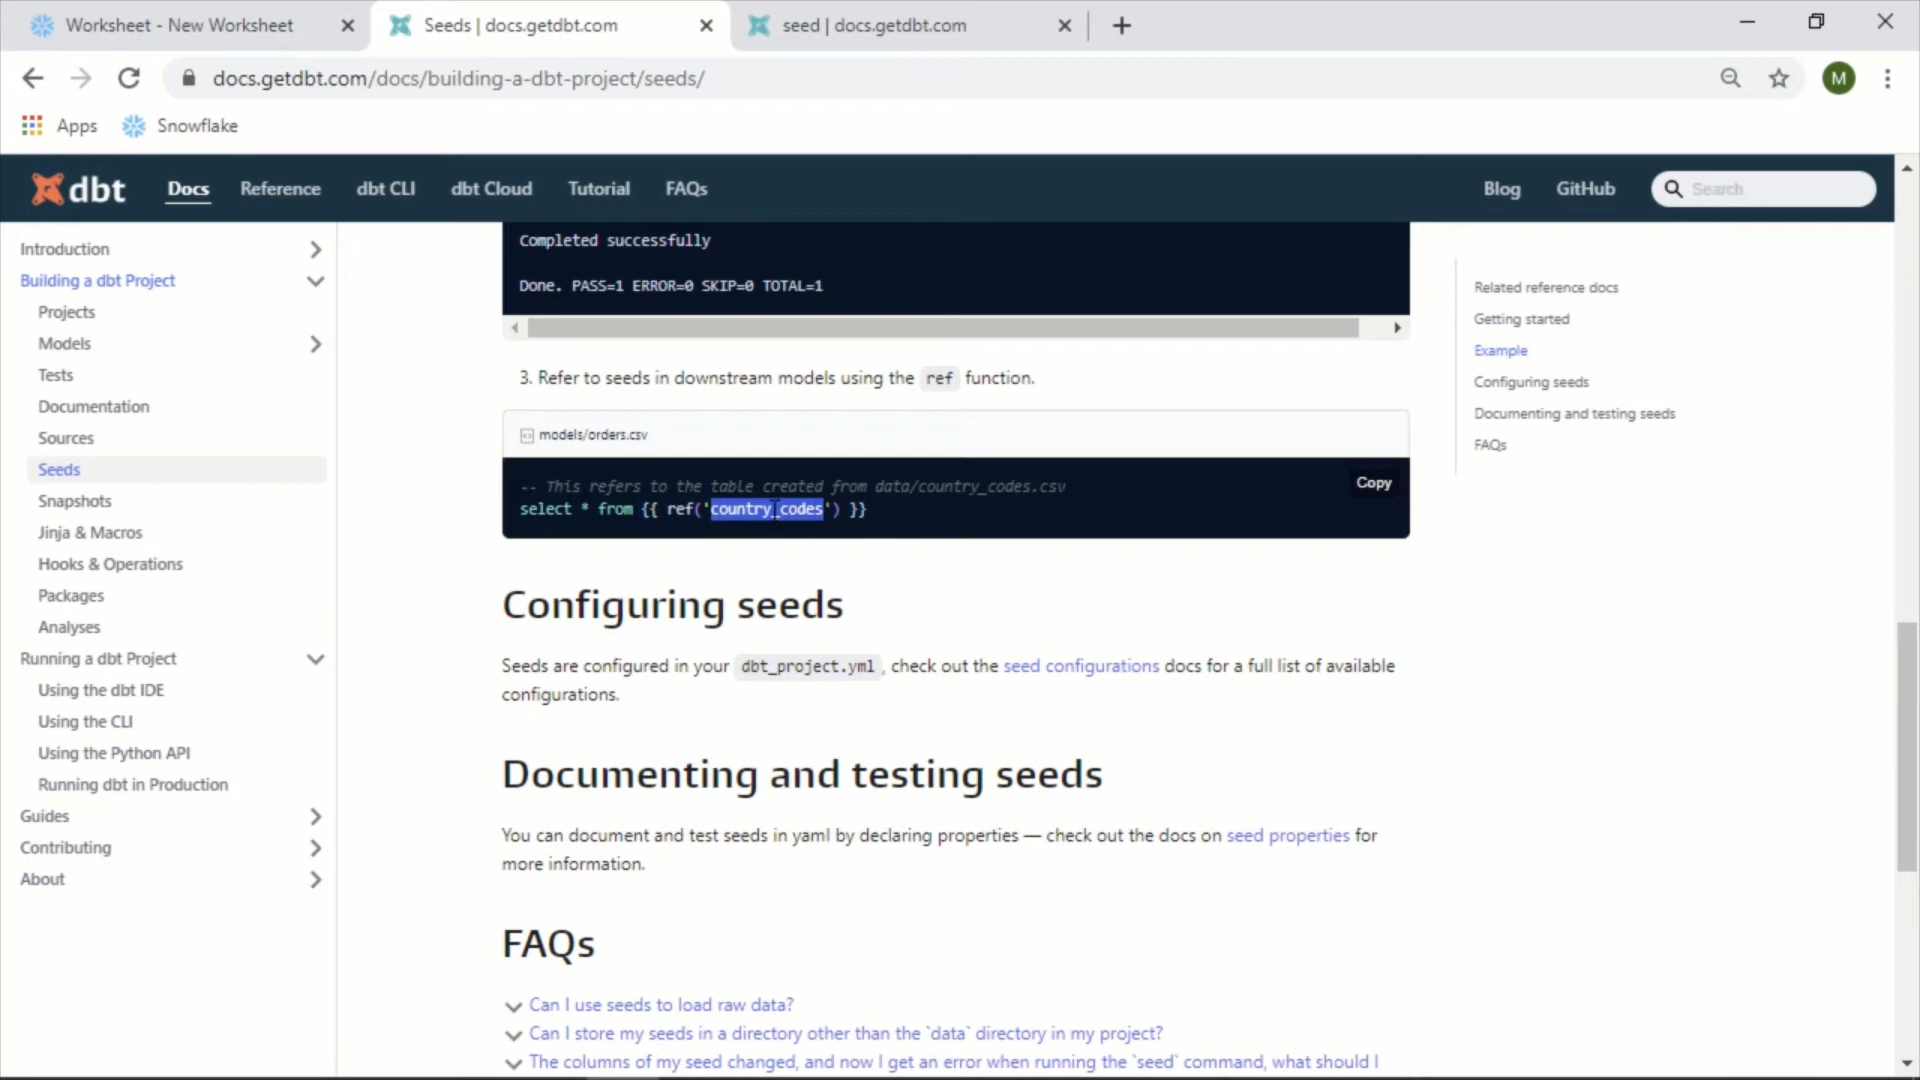 Worksheet - New Worksheet
Seeds | docs.getdbt.com
seed | docs.getdbt.com
docs.getdbt.com/docs/building-a-dbt-project/seeds/
M
Apps
Snowflake
dbt
Docs
Reference
dbt CLI
dbt Cloud
Tutorial
FAQs
Blog
GitHub
Search
Introduction
Building a dbt Project
Projects
Models
Tests
Documentation
Sources
Seeds
Snapshots
Jinja & Macros
Hooks & Operations
Packages
Analyses
Running a dbt Project
Using the dbt IDE
Using the CLI
Using the Python API
Running dbt in Production
Guides
Contributing
About
Completed successfully
Done. PASS=1 ERROR=0 SKIP=0 TOTAL=1
3. Refer to seeds in downstream models using the ref function.
models/orders.csv
-- This refers to the table created from data/country_codes.csv
Copy
select * from {{ ref('country_codes') }}
Configuring seeds
Seeds are configured in your dbt_project.yml, check out the seed configurations docs for a full list of available
configurations.
Documenting and testing seeds
You can document and test seeds in yaml by declaring properties — check out the docs on seed properties for
more information.
FAQs
Can I use seeds to load raw data?
Can I store my seeds in a directory other than the `data` directory in my project?
The columns of my seed changed, and now I get an error when running the `seed` command, what should I
Related reference docs
Getting started
Example
Configuring seeds
Documenting and testing seeds
FAQs